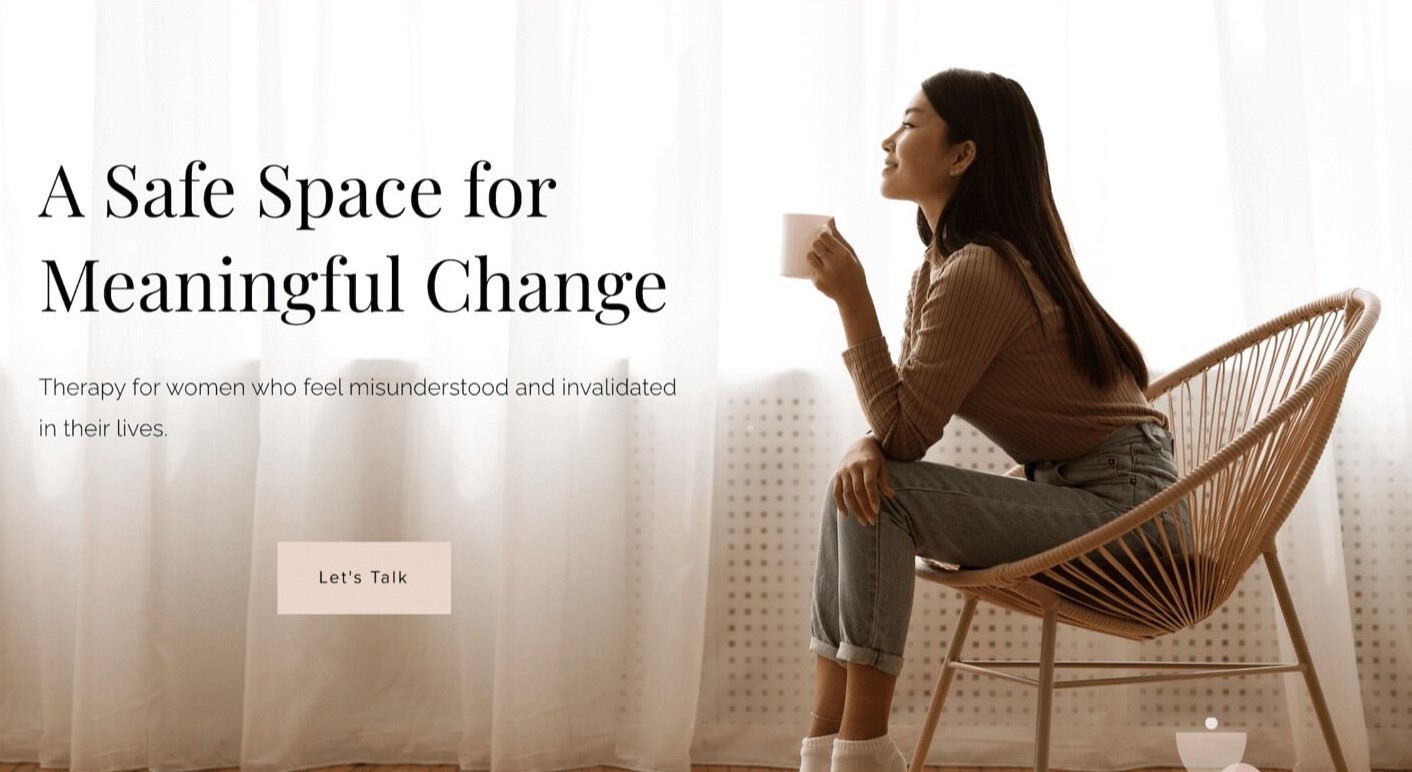 A Safe Space for
Meaningful Change
Therapy for women who feel misunderstood and invalidated
in their lives.
Let's Talk